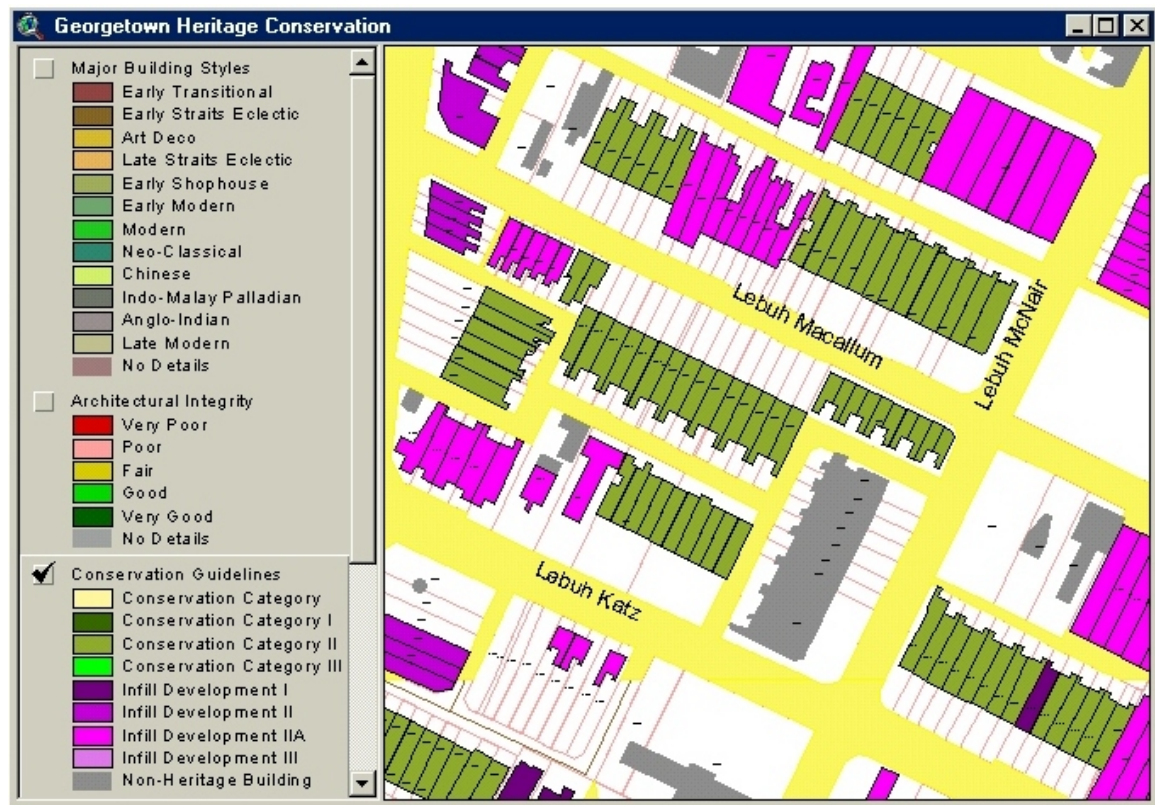 Georgetown Heritage Conservation
Major Building Styles
Early Transitional
Early Straits Eclectic
Art Deco
Late Straits Eclectic
Early Shophouse
Early Modern
Modern
Neo-Classical
Chinese
Indo-Malay Palladian
Anglo-Indian
Late Modern
No Details
Architectural Integrity
Very Poor
Poor
Fair
Good
Very Good
No Details
Conservation Guidelines
Conservation Category
Conservation Category I
Conservation Category II
Conservation Category III
Infill Development I
Infill Development II
Infill Development IIA
Infill Development III
Non-Heritage Building
Lebuh Macallum
Lebuh McNair
Lebuh Katz